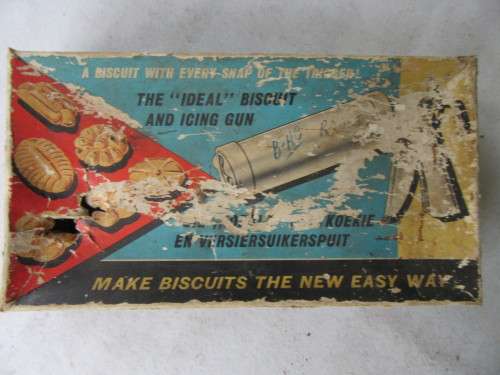 A BISCUIT WITH EVERY SNAP OF THE TRIGGER!
THE "IDEAL" BISCUIT
AND ICING GUN
KOEKIE
EN VERSIERSUIKERSPUIT
MAKE BISCUITS THE NEW EASY WAY